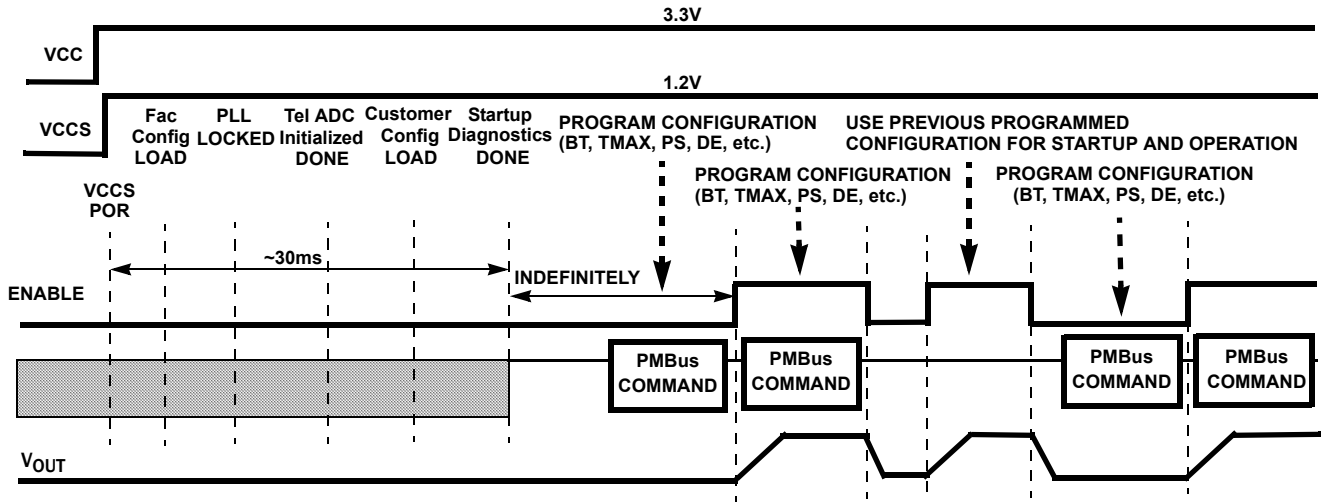 3.3V
VCC
1.2V
VCCS
Fac
Config
LOAD
PLL
LOCKED
Tel ADC
Initialized
DONE
Customer
Config
LOAD
Startup
Diagnostics
DONE
PROGRAM CONFIGURATION
(BT, TMAX, PS, DE, etc.)
USE PREVIOUS PROGRAMMED
CONFIGURATION FOR STARTUP AND OPERATION
PROGRAM CONFIGURATION
(BT, TMAX, PS, DE, etc.)
PROGRAM CONFIGURATION
(BT, TMAX, PS, DE, etc.)
VCCS
POR
~30ms
INDEFINITELY
ENABLE
PMBus
COMMAND
PMBus
COMMAND
PMBus
COMMAND
PMBus
COMMAND
VOUT